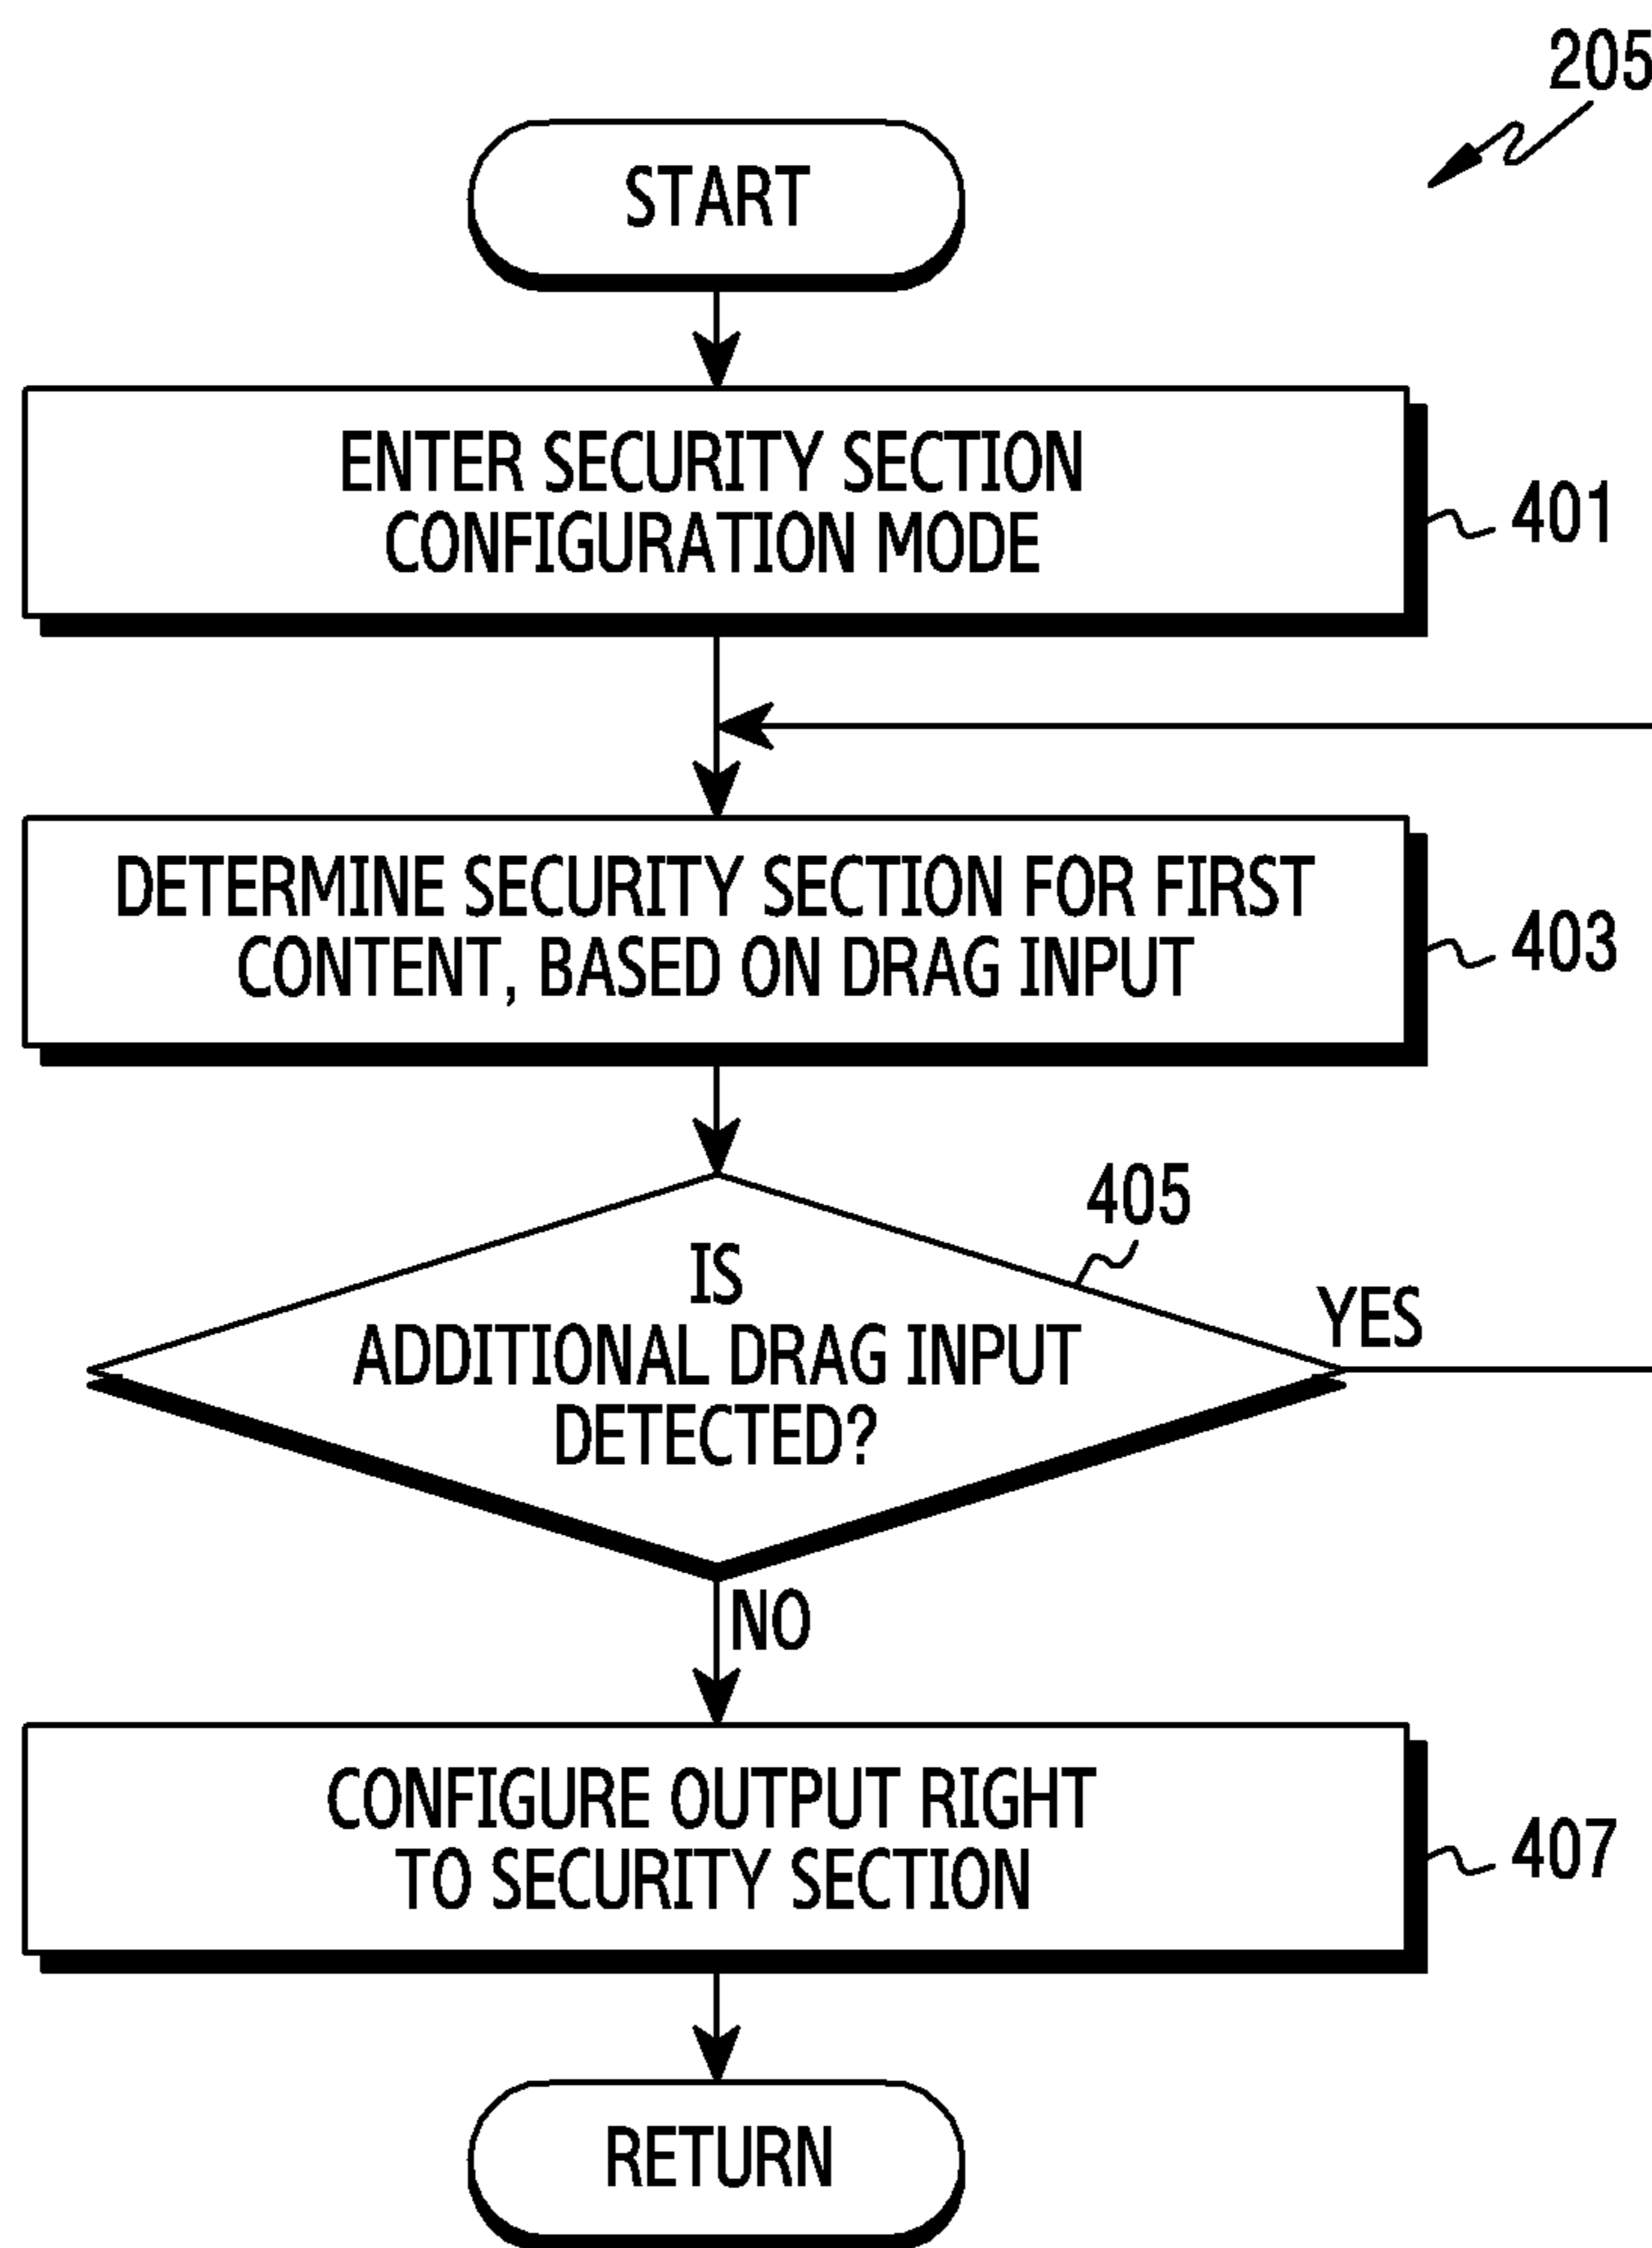 205
START
ENTER SECURITY SECTION
CONFIGURATION MODE
401
DETERMINE SECURITY SECTION FOR FIRST
CONTENT, BASED ON DRAG INPUT
403
405
IS
ADDITIONAL DRAG INPUT
DETECTED?
YES
NO
CONFIGURE OUTPUT RIGHT
TO SECURITY SECTION
407
RETURN